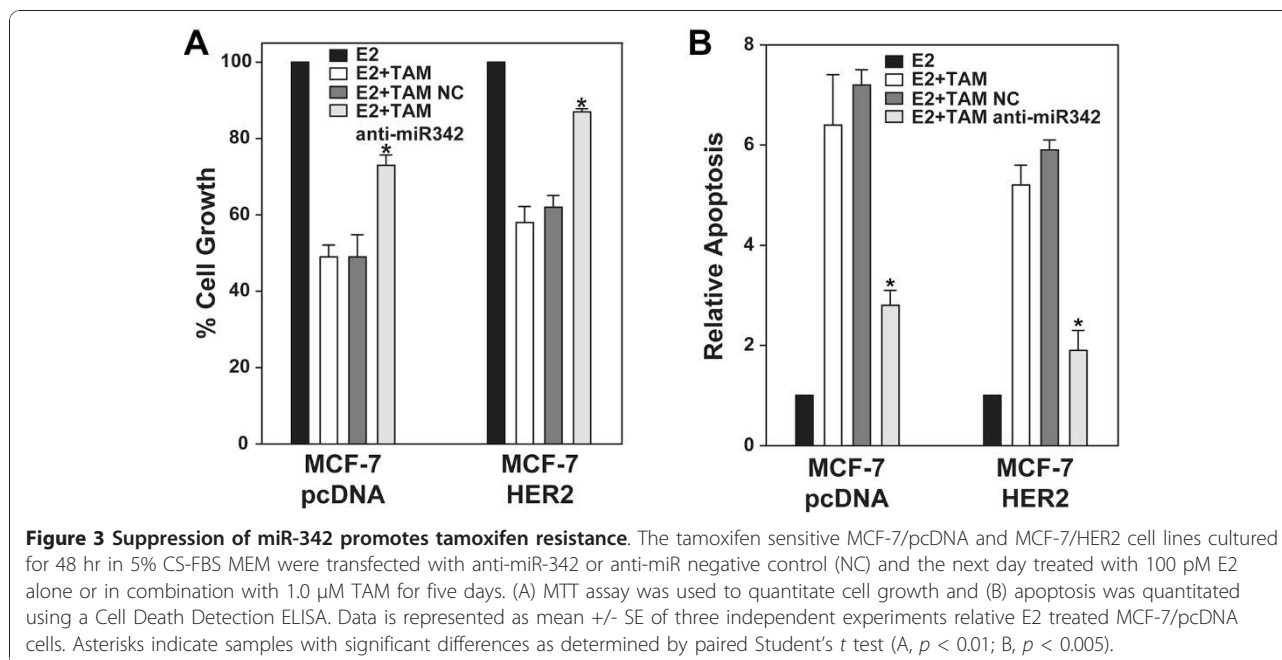 A
100
80
60
40
20
0
% Cell Growth
E2
E2+TAM
E2+TAM NC
E2+TAM
anti-miR342
*
*
MCF-7
pcDNA
MCF-7
HER2
B
8
6
4
2
0
Relative Apoptosis
E2
E2+TAM
E2+TAM NC
E2+TAM anti-miR342
*
*
MCF-7
pcDNA
MCF-7
HER2
Figure 3 Suppression of miR-342 promotes tamoxifen resistance. The tamoxifen sensitive MCF-7/pcDNA and MCF-7/HER2 cell lines cultured
for 48 hr in 5% CS-FBS MEM were transfected with anti-miR-342 or anti-miR negative control (NC) and the next day treated with 100 pM E2
alone or in combination with 1.0 μM TAM for five days. (A) MTT assay was used to quantitate cell growth and (B) apoptosis was quantitated
using a Cell Death Detection ELISA. Data is represented as mean +/- SE of three independent experiments relative E2 treated MCF-7/pcDNA
cells. Asterisks indicate samples with significant differences as determined by paired Student's t test (A, p < 0.01; B, p < 0.005).